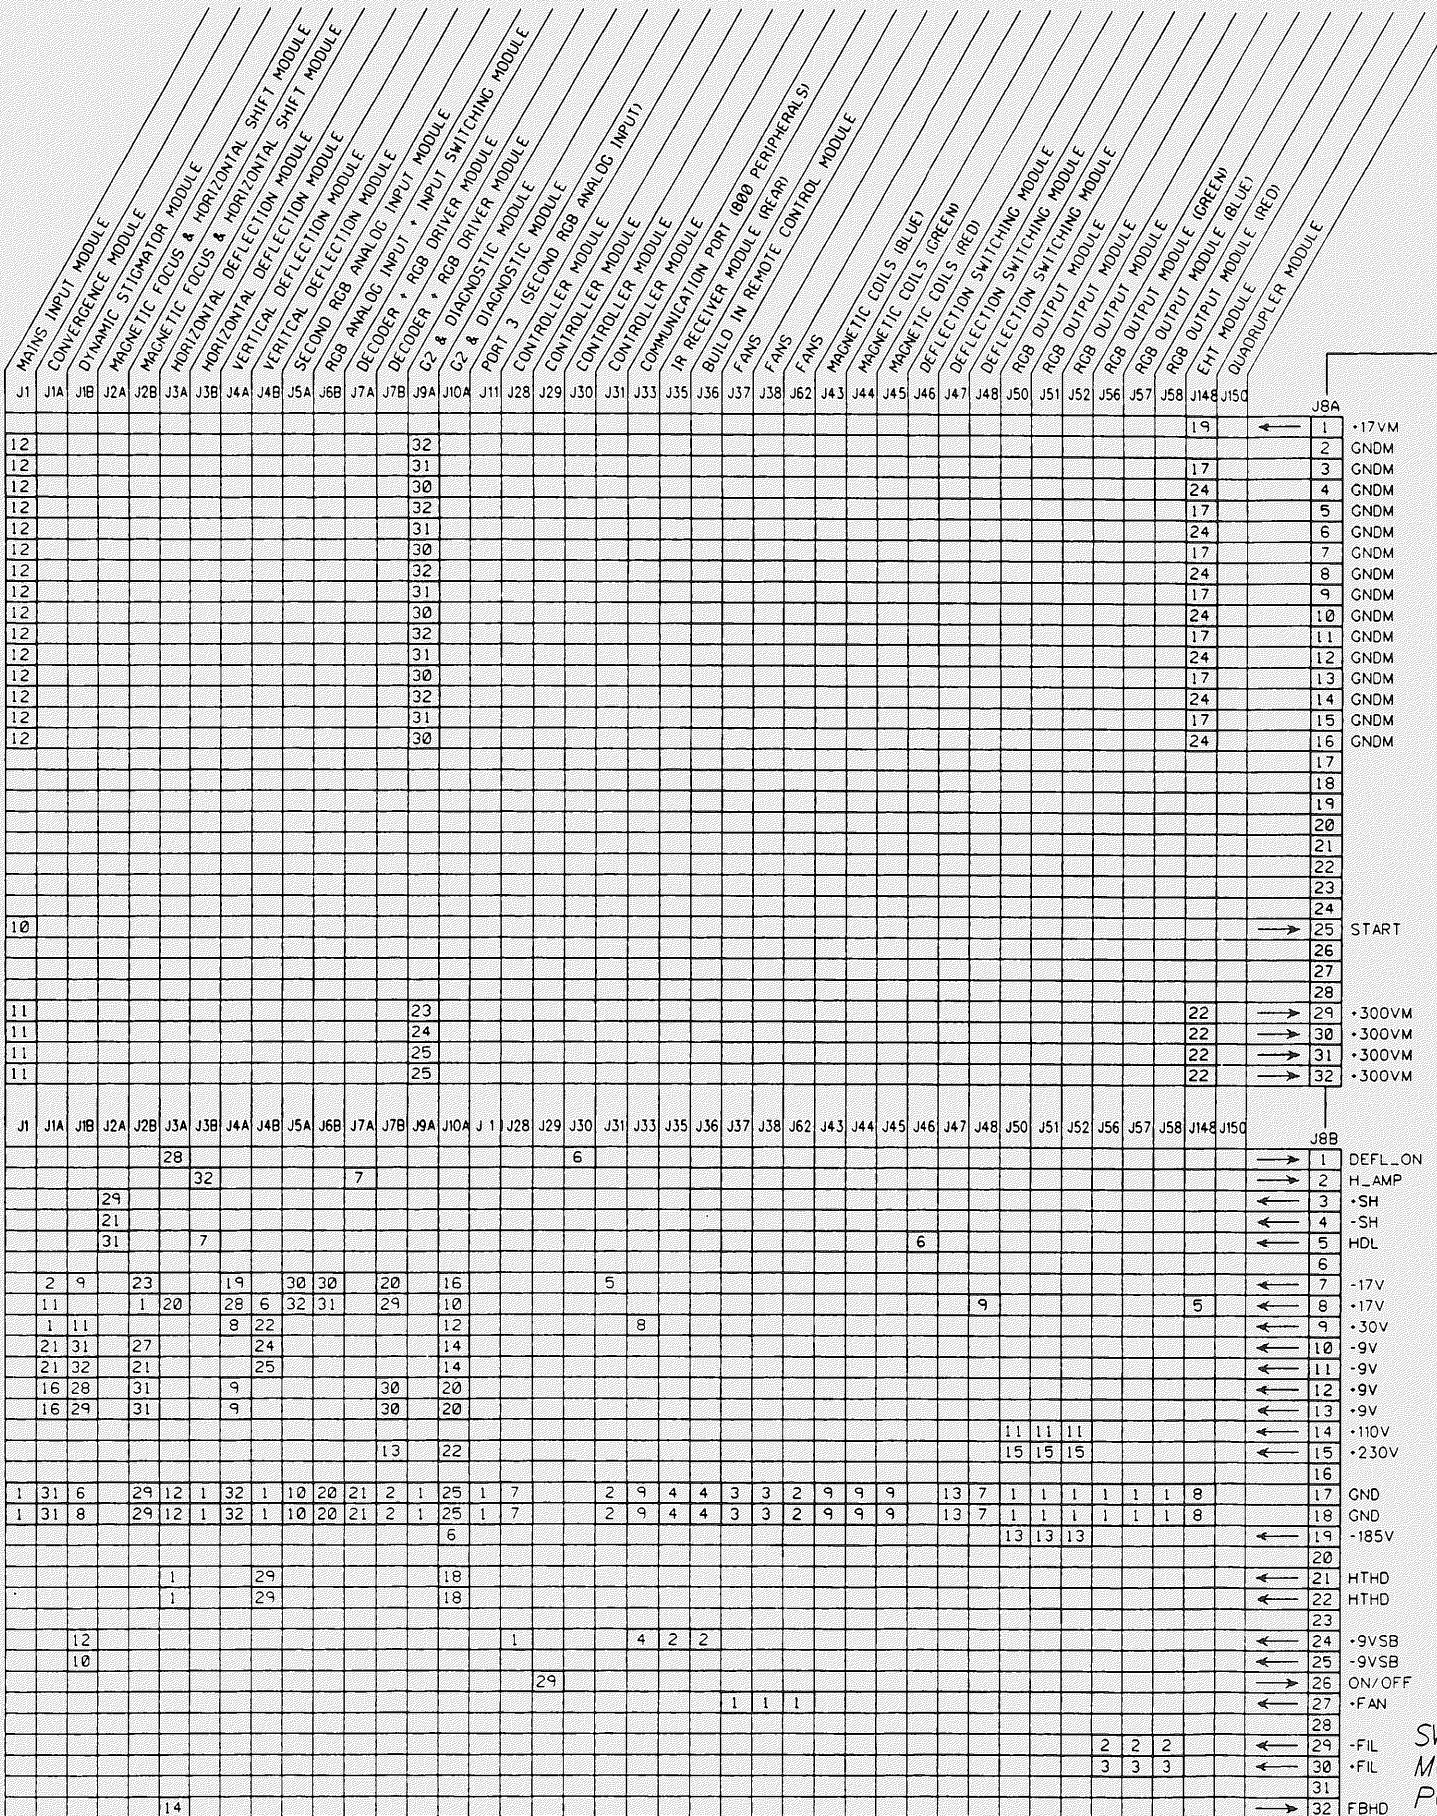 MAINS INPUT MODULE
CONVERGENCE MODULE
DYNAMIC STIGMATOR MODULE
MAGNETIC FOCUS & HORIZONTAL SHIFT MODULE
MAGNETIC FOCUS & HORIZONTAL SHIFT MODULE
HORIZONTAL DEFLECTION MODULE
HORIZONTAL DEFLECTION MODULE
VERTICAL DEFLECTION MODULE
VERTICAL DEFLECTION MODULE
SECOND RGB ANALOG INPUT MODULE
RGB ANALOG INPUT + INPUT SWITCHING MODULE
DECODER + RGB DRIVER MODULE
DECODER + RGB DRIVER MODULE
G2 & DIAGNOSTIC MODULE
G2 & DIAGNOSTIC MODULE
PORT 3 (SECOND RGB ANALOG INPUT)
CONTROLLER MODULE
CONTROLLER MODULE
CONTROLLER MODULE
CONTROLLER MODULE
COMMUNICATION PORT (800 PERIPHERALS)
IR RECEIVER MODULE (REAR)
BUILD IN REMOTE CONTROL MODULE
FANS
FANS
FANS
MAGNETIC COILS (BLUE)
MAGNETIC COILS (GREEN)
MAGNETIC COILS (RED)
DEFLECTION SWITCHING MODULE
DEFLECTION SWITCHING MODULE
DEFLECTION SWITCHING MODULE
RGB OUTPUT MODULE
RGB OUTPUT MODULE
RGB OUTPUT MODULE
RGB OUTPUT MODULE (GREEN)
RGB OUTPUT MODULE (BLUE)
RGB OUTPUT MODULE (RED)
EHT MODULE
QUADRUPLER MODULE
J1 J1A J1B J2A J2B J3A J3B J4A J4B J5A J6B J7A J7B J9A J10A J11 J28 J29 J30 J31 J33 J35 J36 J37 J38 J62 J43 J44 J45 J46 J47 J48 J50 J51 J52 J56 J57 J58 J148 J150
J8A
19 1 +17VM
12 32 2 GNDM
12 31 17 3 GNDM
12 30 24 4 GNDM
12 32 17 5 GNDM
12 31 24 6 GNDM
12 30 17 7 GNDM
12 32 24 8 GNDM
12 31 17 9 GNDM
12 30 24 10 GNDM
12 32 17 11 GNDM
12 31 24 12 GNDM
12 30 17 13 GNDM
12 32 24 14 GNDM
12 31 17 15 GNDM
12 30 24 16 GNDM
17
18
19
20
21
22
23
24
10 25 START
26
27
28
11 23 22 29 +300VM
11 24 22 30 +300VM
11 25 22 31 +300VM
11 25 22 32 +300VM
J1 J1A J1B J2A J2B J3A J3B J4A J4B J5A J6B J7A J7B J9A J10A J 1 J28 J29 J30 J31 J33 J35 J36 J37 J38 J62 J43 J44 J45 J46 J47 J48 J50 J51 J52 J56 J57 J58 J148 J150
J8B
28 6 1 DEFL_ON
32 7 2 H_AMP
29 3 +SH
21 4 -SH
31 7 6 5 HDL
6
2 9 23 19 30 30 20 16 5 7 -17V
11 1 20 28 6 32 31 29 10 9 5 8 +17V
1 11 8 22 12 8 9 +30V
21 31 27 24 14 10 -9V
21 32 21 25 14 11 -9V
16 28 31 9 30 20 12 +9V
16 29 31 9 30 20 13 +9V
11 11 11 14 +110V
13 22 15 15 15 15 +230V
16
1 31 6 29 12 1 32 1 10 20 21 2 1 25 1 7 2 9 4 4 3 3 2 9 9 9 13 7 1 1 1 1 1 1 8 17 GND
1 31 8 29 12 1 32 1 10 20 21 2 1 25 1 7 2 9 4 4 3 3 2 9 9 9 13 7 1 1 1 1 1 1 8 18 GND
6 13 13 13 19 -185V
20
1 29 18 21 HTHD
1 29 18 22 HTHD
23
12 1 4 2 2 24 +9VSB
10 25 -9VSB
29 26 ON/OFF
1 1 1 27 +FAN
28
2 2 2 29 -FIL
3 3 3 30 +FIL
31
14 32 FBHD